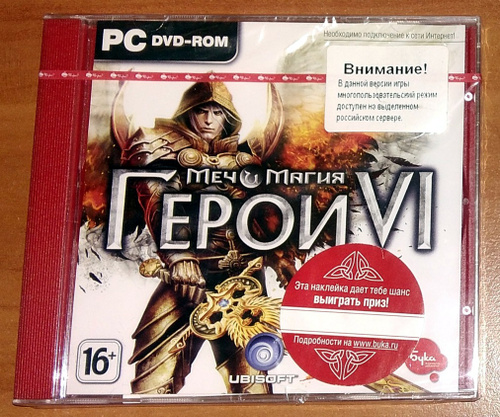 PC DVD-ROM
Необходимо подключение к сети Интернет!
Внимание!
В данной версии игры
многопользовательский режим
доступен на выделенном
российском сервере.
Меч и Магия
ГЕРОИ VI
Эта наклейка дает тебе шанс
ВЫИГРАТЬ ПРИЗ!
Подробности на www.buka.ru
16+
UBISOFT
бука